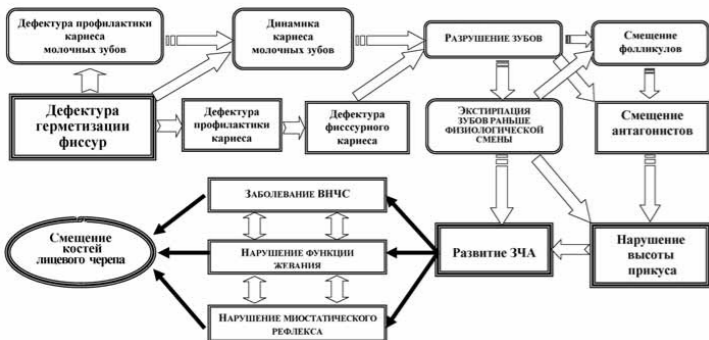 Дефектура профилактики
кариеса
молочных зубов
Динамика
кариеса
молочных зубов
РАЗРУШЕНИЕ ЗУБОВ
Смещение
фолликулов
Дефектура
герметизации
фиссур
Дефектура
профилактики
кариеса
Дефектура
фисссурного
кариеса
ЭКСТИРПАЦИЯ
ЗУБОВ РАНЬШЕ
ФИЗИОЛОГИЧЕСКОЙ
СМЕНЫ
Смещение
антагонистов
ЗАБОЛЕВАНИЕ ВНЧС
Смещение
костей
лицевого черепа
НАРУШЕНИЕ ФУНКЦИИ
ЖЕВАНИЯ
Развитие ЗЧА
Нарушение
высоты
прикуса
НАРУШЕНИЕ МИОСТАТИЧЕСКОГО
РЕФЛЕКСА